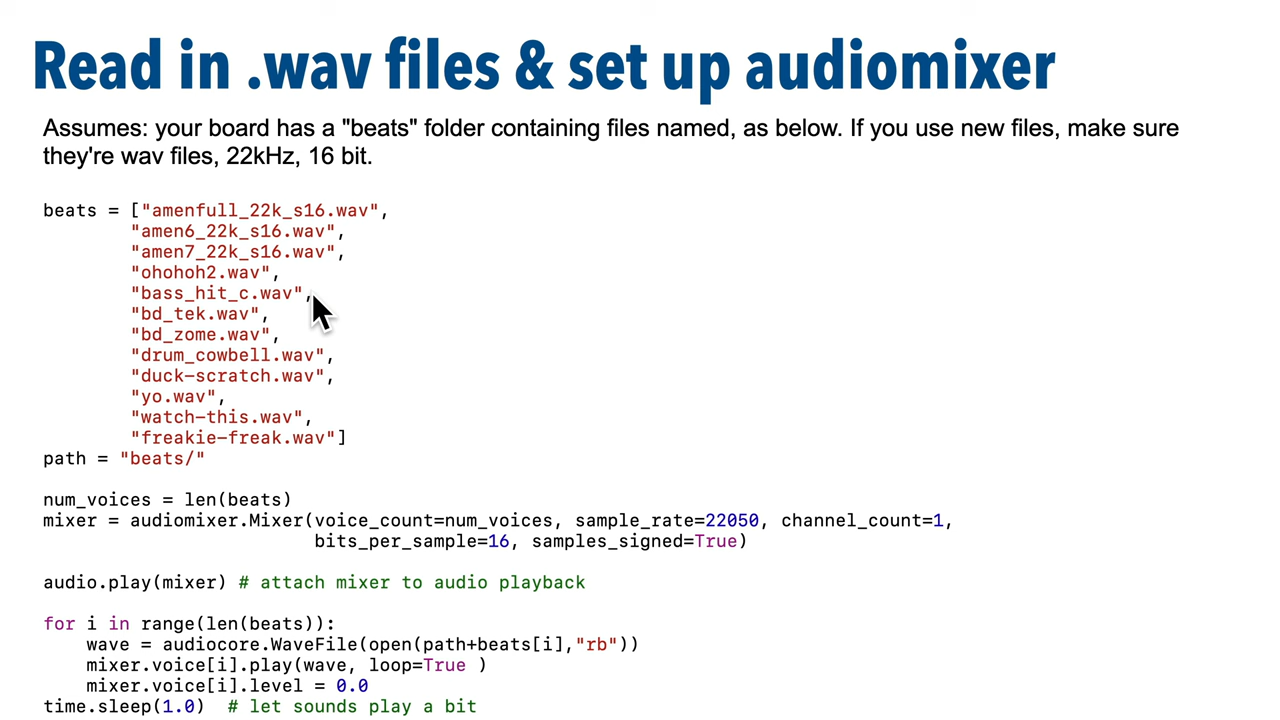 Read in .wav files & set up audiomixer
Assumes: your board has a "beats" folder containing files named, as below. If you use new files, make sure
they're wav files, 22kHz, 16 bit.
beats = ["amenfull_22k_s16.wav",
"amen6_22k_s16.wav",
"amen7_22k_s16.wav",
"ohohoh2.wav",
"bass_hit_c.wav",
"bd_tek.wav",
"bd_zome.wav",
"drum_cowbell.wav",
"duck-scratch.wav",
"yo.wav",
"watch-this.wav",
"freakie-freak.wav"]
path = "beats/"
num_voices = len(beats)
mixer = audiomixer.Mixer(voice_count=num_voices, sample_rate=22050, channel_count=1,
bits_per_sample=16, samples_signed=True)
audio.play(mixer) # attach mixer to audio playback
for i in range(len(beats)):
wave = audiocore.WaveFile(open(path+beats[i],"rb"))
mixer.voice[i].play(wave, loop=True )
mixer.voice[i].level = 0.0
time.sleep(1.0)  # let sounds play a bit